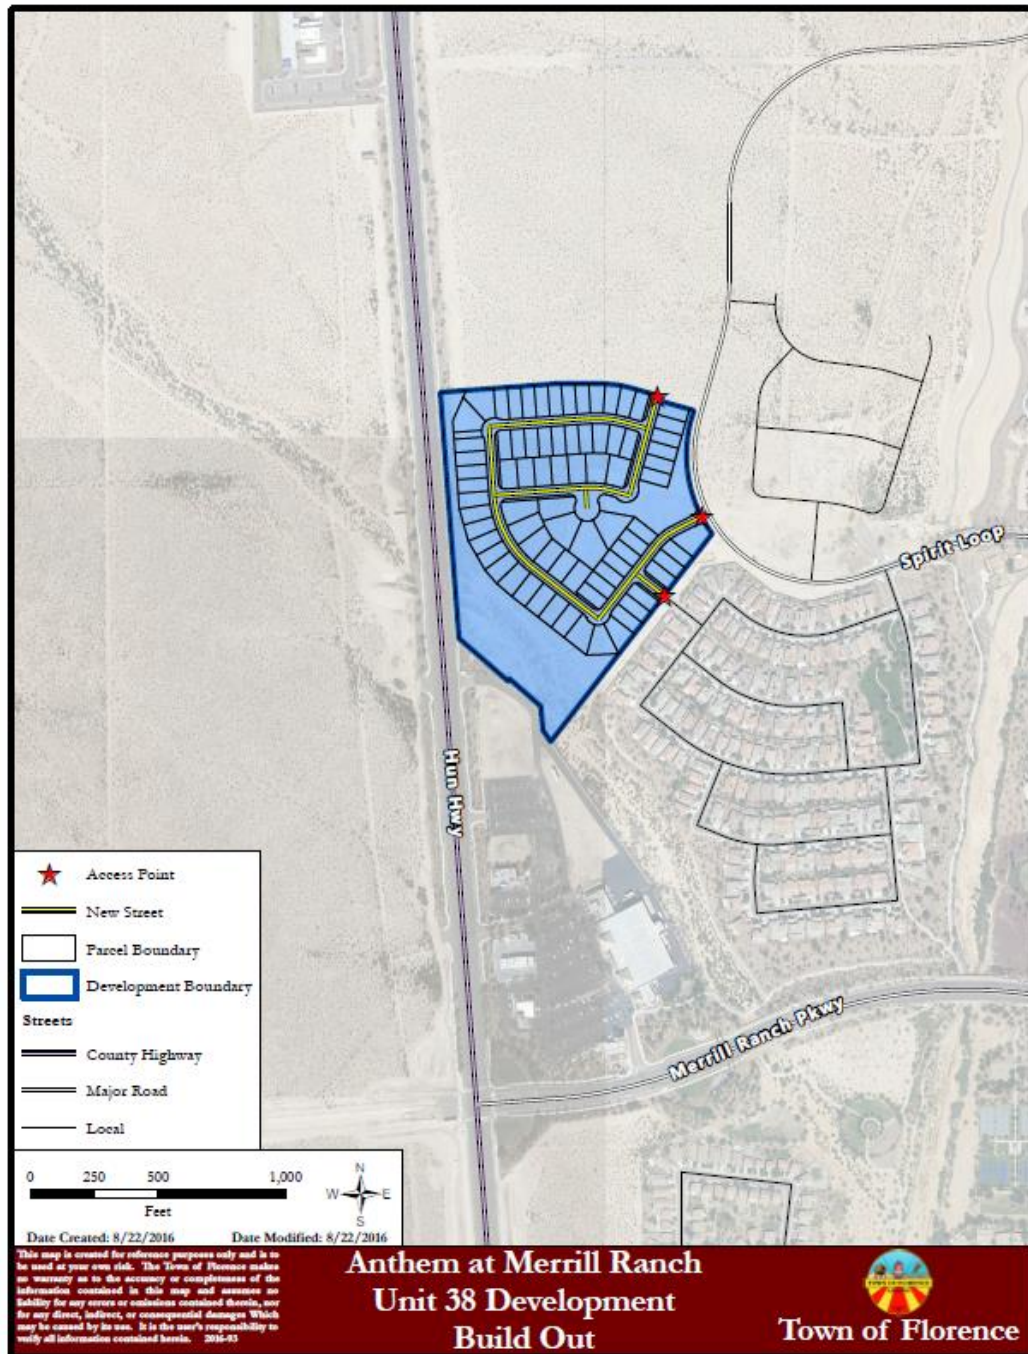 Spirit Loop
Hun Hwy
Merrill Ranch Pkwy
Access Point
New Street
Parcel Boundary
Development Boundary
Streets
County Highway
Major Road
Local
0 250 500 1,000
Feet
N
W E
S
Date Created: 8/22/2016 Date Modified: 8/22/2016
This map is created for reference purposes only and is to
be used at your own risk. The Town of Florence makes
no warranty as to the accuracy or completeness of the
information contained in this map and assumes no
liability for any errors or omissions contained therein, nor
for any direct, indirect, or consequential damages Which
may be caused by its use. It is the user's responsibility to
verify all information contained herein. 2016-93
Anthem at Merrill Ranch
Unit 38 Development
Build Out
TOWN OF FLORENCE
Town of Florence